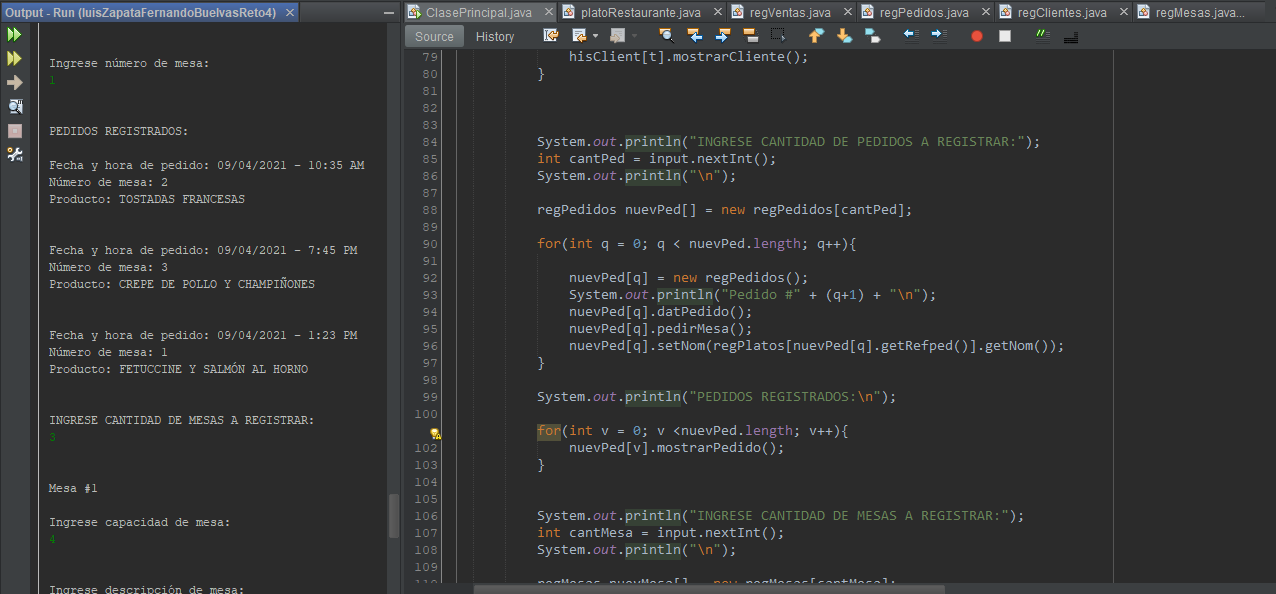 Output - Run (luisZapataFernandoBuelvasReto4) ×
Ingrese número de mesa:
1
PEDIDOS REGISTRADOS:
Fecha y hora de pedido: 09/04/2021 - 10:35 AM
Número de mesa: 2
Producto: TOSTADAS FRANCESAS
Fecha y hora de pedido: 09/04/2021 - 7:45 PM
Número de mesa: 3
Producto: CREPE DE POLLO Y CHAMPIÑONES
Fecha y hora de pedido: 09/04/2021 - 1:23 PM
Número de mesa: 1
Producto: FETUCCINE Y SALMÓN AL HORNO
INGRESE CANTIDAD DE MESAS A REGISTRAR:
3
Mesa #1
Ingrese capacidad de mesa:
4
Ingrese descripción de mesa:
ClasePrincipal.java × platoRestaurante.java × regVentas.java × regPedidos.java × regClientes.java × regMesas.java...
Source History
79 hisClient[t].mostrarCliente();
80 }
81
82
83
84 System.out.println("INGRESE CANTIDAD DE PEDIDOS A REGISTRAR:");
85 int cantPed = input.nextInt();
86 System.out.println("\n");
87
88 regPedidos nuevPed[] = new regPedidos[cantPed];
89
90 for(int q = 0; q < nuevPed.length; q++){
91
92 nuevPed[q] = new regPedidos();
93 System.out.println("Pedido #" + (q+1) + "\n");
94 nuevPed[q].datPedido();
95 nuevPed[q].pedirMesa();
96 nuevPed[q].setNom(regPlatos[nuevPed[q].getRefped()].getNom());
97 }
98
99 System.out.println("PEDIDOS REGISTRADOS:\n");
100
for(int v = 0; v <nuevPed.length; v++){
102 nuevPed[v].mostrarPedido();
103 }
104
105
106 System.out.println("INGRESE CANTIDAD DE MESAS A REGISTRAR:");
107 int cantMesa = input.nextInt();
108 System.out.println("\n");
109
110 regMesas nuevMesa[] = new regMesas[cantMesa];